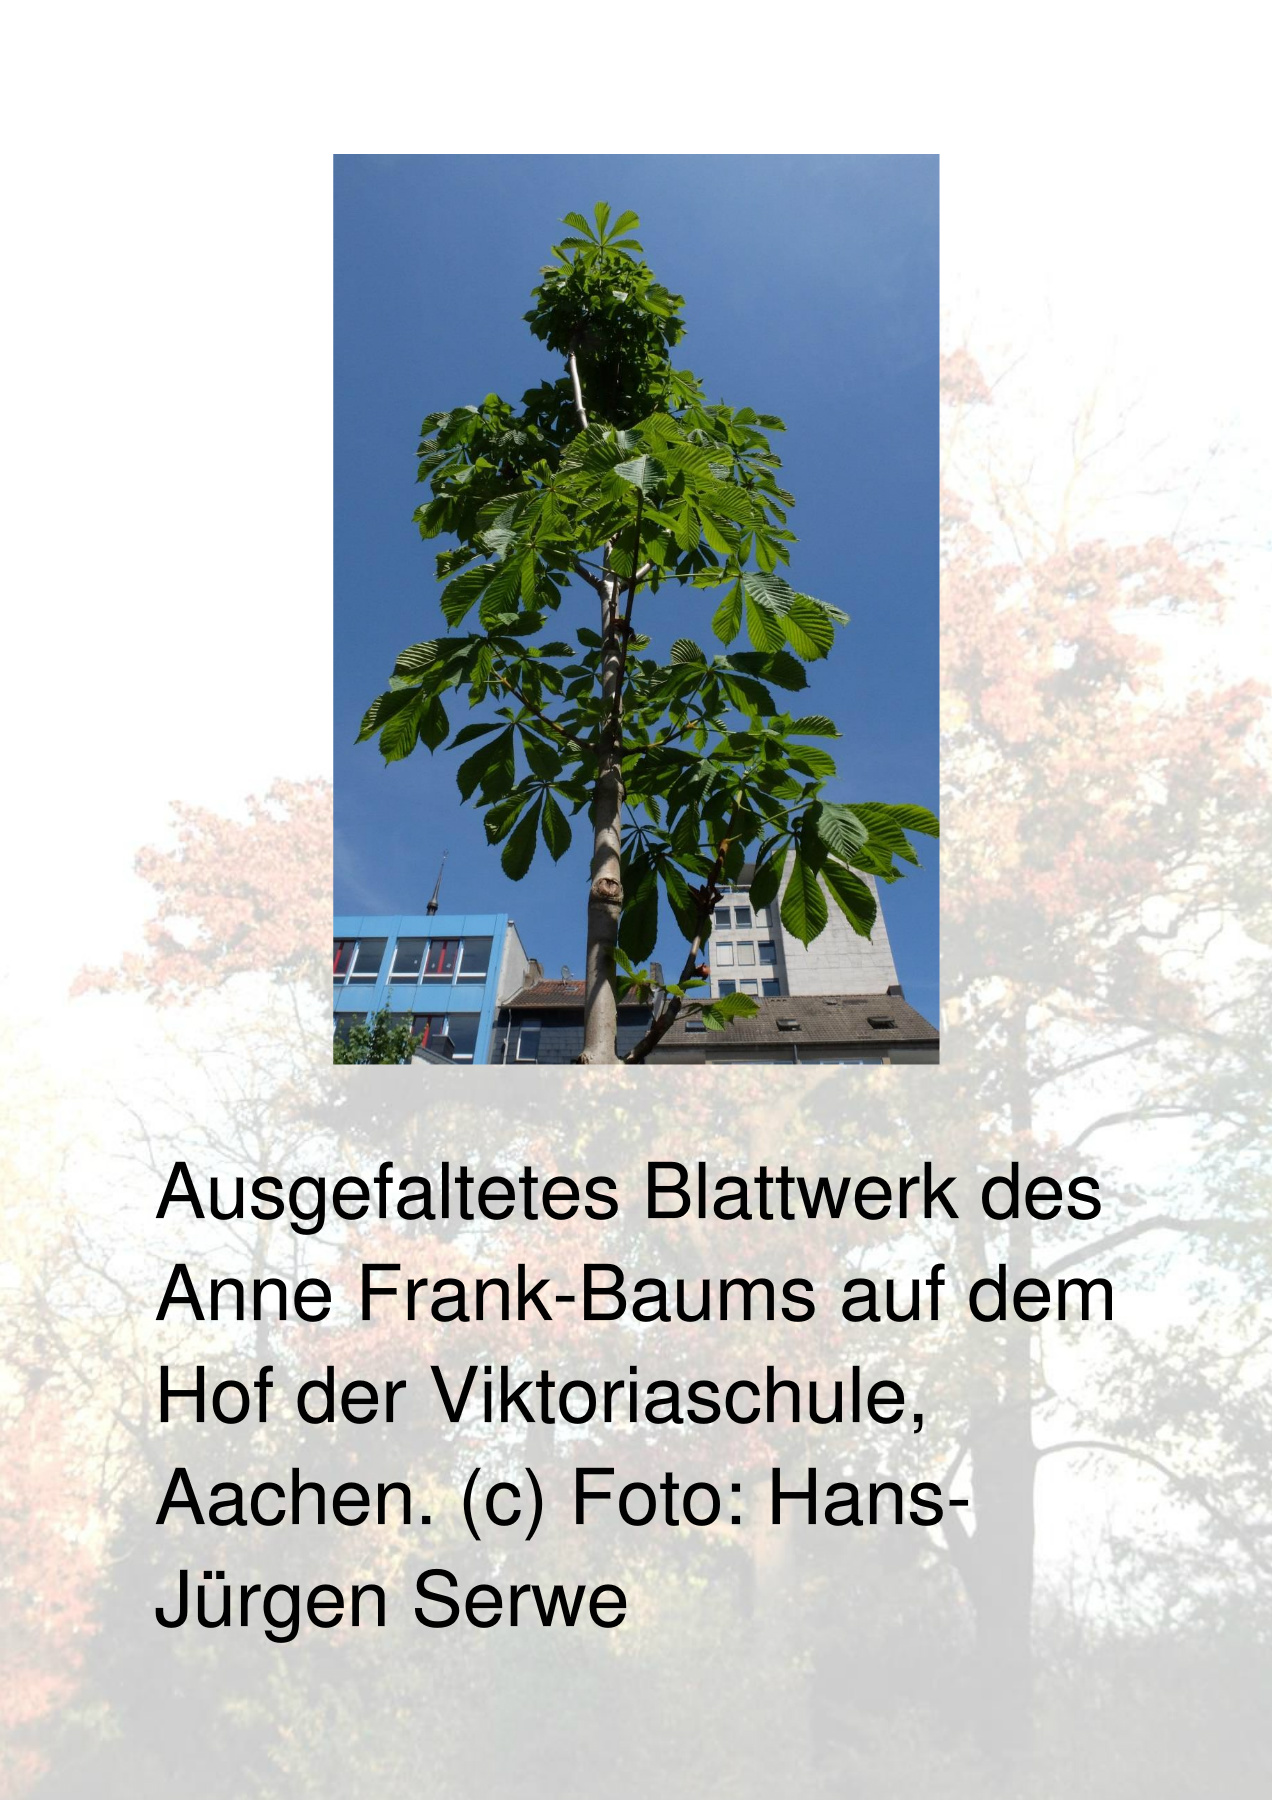 Ausgefaltetes Blattwerk des
Anne Frank-Baums auf dem
Hof der Viktoriaschule,
Aachen. (c) Foto: Hans-
Jürgen Serwe